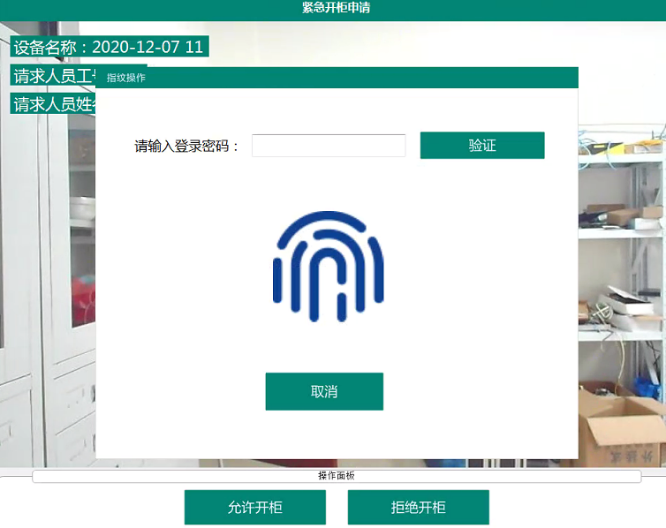 紧急开柜申请
设备名称：2020-12-07 11
请求人员工
指纹操作
请求人员姓
请输入登录密码：
验证
取消
操作面板
允许开柜
拒绝开柜